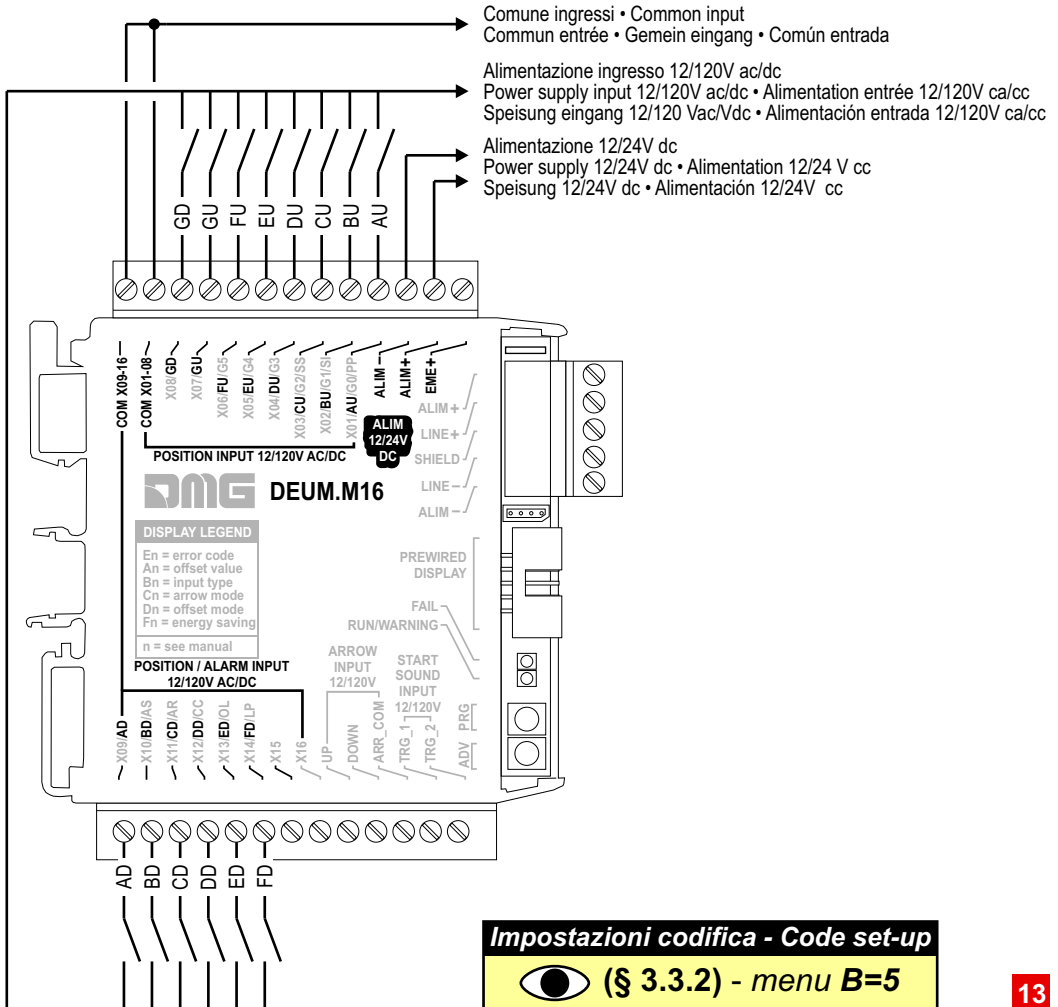 Comune ingressi • Common input
Commun entrée • Gemein eingang • Común entrada
Alimentazione ingresso 12/120V ac/dc
Power supply input 12/120V ac/dc • Alimentation entrée 12/120V ca/cc
Speisung eingang 12/120 Vac/Vdc • Alimentación entrada 12/120V ca/cc
Alimentazione 12/24V dc
Power supply 12/24V dc • Alimentation 12/24 V cc
Speisung 12/24V dc • Alimentación 12/24V cc
GD
GU
FU
EU
DU
CU
BU
AU
COM X09-16
COM X01-08
X08/GD
X07/GU
X06/FU/G5
X05/EU/G4
X04/DU/G3
X03/CU/G2/SS
X02/BU/G1/SI
X01/AU/G0/PP
ALIM-
ALIM+
EME+
ALIM
12/24V
DC
POSITION INPUT 12/120V AC/DC
ALIM+
LINE+
SHIELD
LINE-
ALIM-
DMG DEUM.M16
DISPLAY LEGEND
En = error code
An = offset value
Bn = input type
Cn = arrow mode
Dn = offset mode
Fn = energy saving
n = see manual
PREWIRED
DISPLAY
FAIL
RUN/WARNING
POSITION / ALARM INPUT
12/120V AC/DC
ARROW
INPUT
12/120V
START
SOUND
INPUT
12/120V
X09/AD
X10/BD/AS
X11/CD/AR
X12/DD/CC
X13/ED/OL
X14/FD/LP
X15
X16
UP
DOWN
ARR_COM
TRG_1
TRG_2
ADV
PRG
AD
BD
CD
DD
ED
FD
Impostazioni codifica - Code set-up
(§ 3.3.2) - menu B=5
13